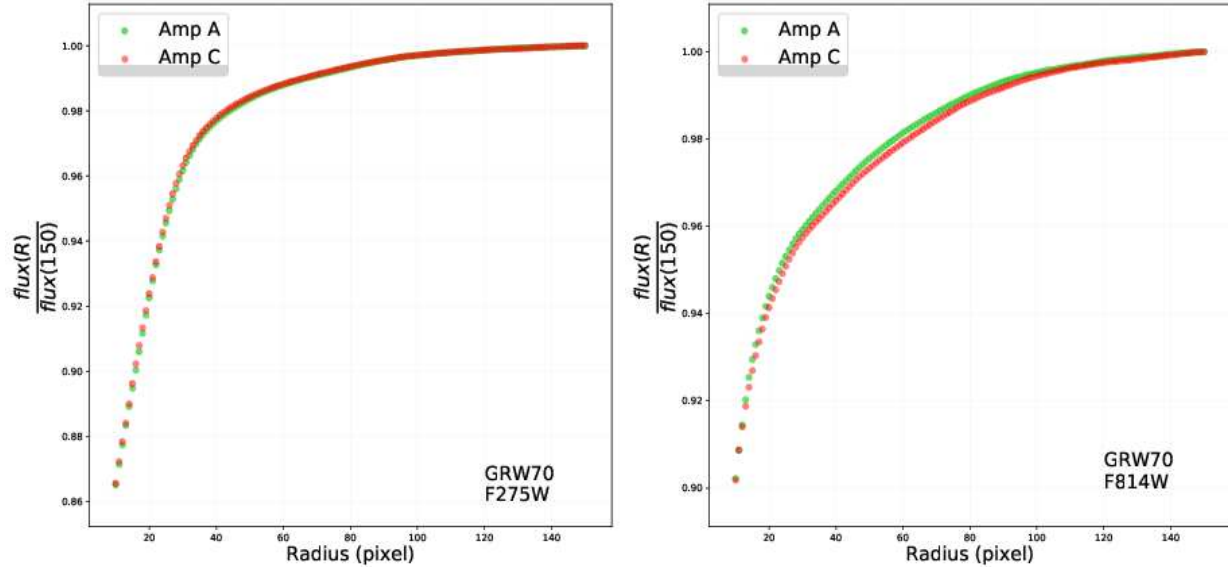 Amp A
Amp C
1.00
0.98
0.96
0.94
0.92
0.90
0.88
0.86
flux(R)
flux(150)
GRW70
F275W
20 40 60 80 100 120 140
Radius (pixel)
Amp A
Amp C
1.00
0.98
0.96
0.94
0.92
0.90
flux(R)
flux(150)
GRW70
F814W
20 40 60 80 100 120 140
Radius (pixel)